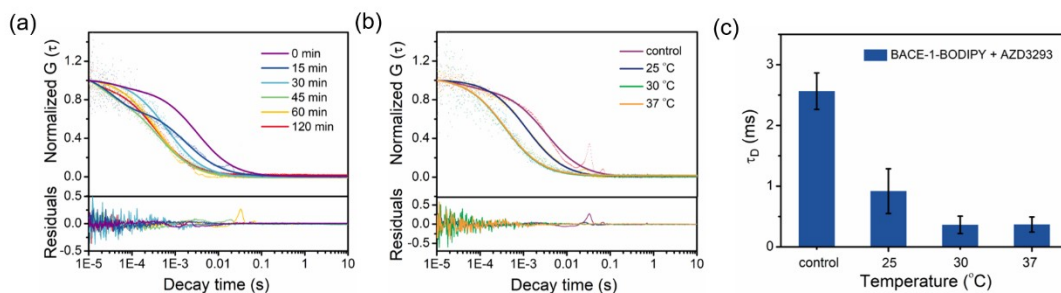 (a)
Normalized G (τ)
1.2
0.8
0.4
0.0
0 min
15 min
30 min
45 min
60 min
120 min
Residuals
0.5
0.0
-0.5
1E-5 1E-4 1E-3 0.01 0.1 1 10
Decay time (s)
(b)
Normalized G (τ)
1.2
0.8
0.4
0.0
control
25 °C
30 °C
37 °C
Residuals
0.5
0.0
-0.5
1E-5 1E-4 1E-3 0.01 0.1 1 10
Decay time (s)
(c)
τD (ms)
3
2
1
0
BACE-1-BODIPY + AZD3293
control 25 30 37
Temperature (°C)